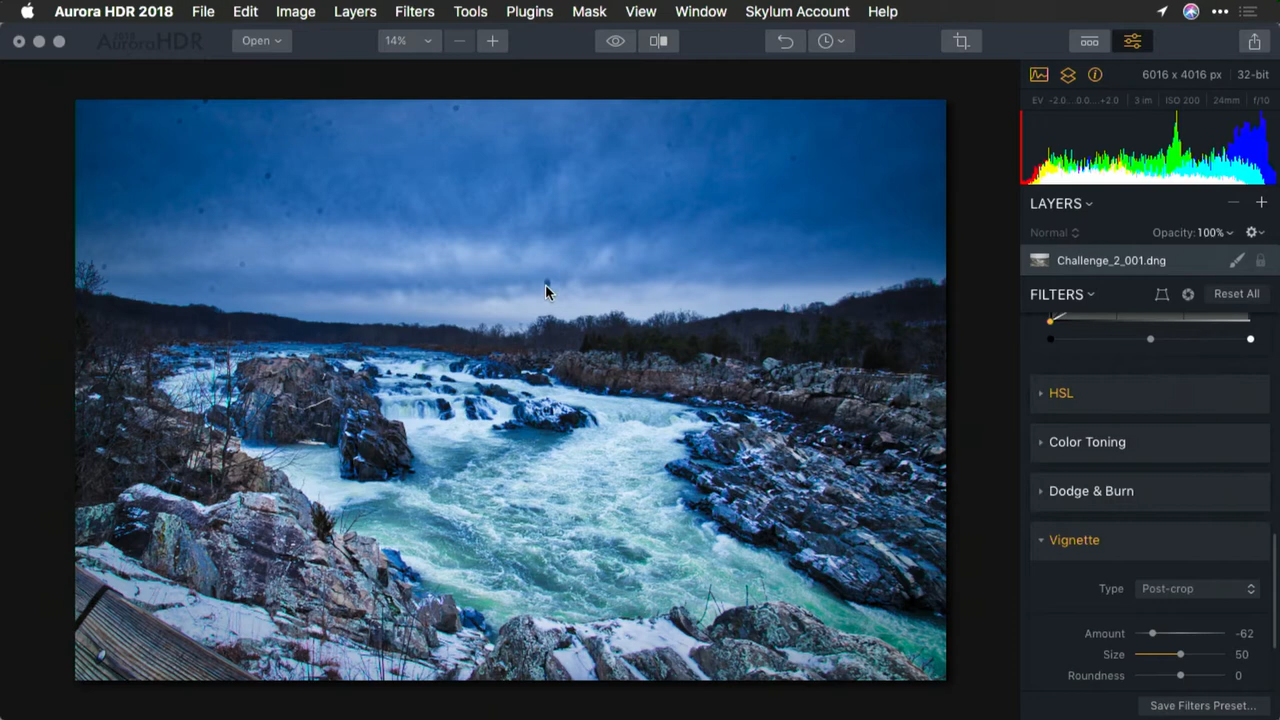 Aurora HDR 2018 File Edit Image Layers Filters Tools Plugins Mask View Window Skylum Account Help
2018
AuroraHDR Open 14%
6016 x 4016 px 32-bit
EV -2.0...0.0...+2.0 3 im ISO 200 24mm f/10
LAYERS
Normal Opacity: 100%
Challenge_2_001.dng
FILTERS Reset All
HSL
Color Toning
Dodge & Burn
Vignette
Type Post-crop
Amount -62
Size 50
Roundness 0
Save Filters Preset...